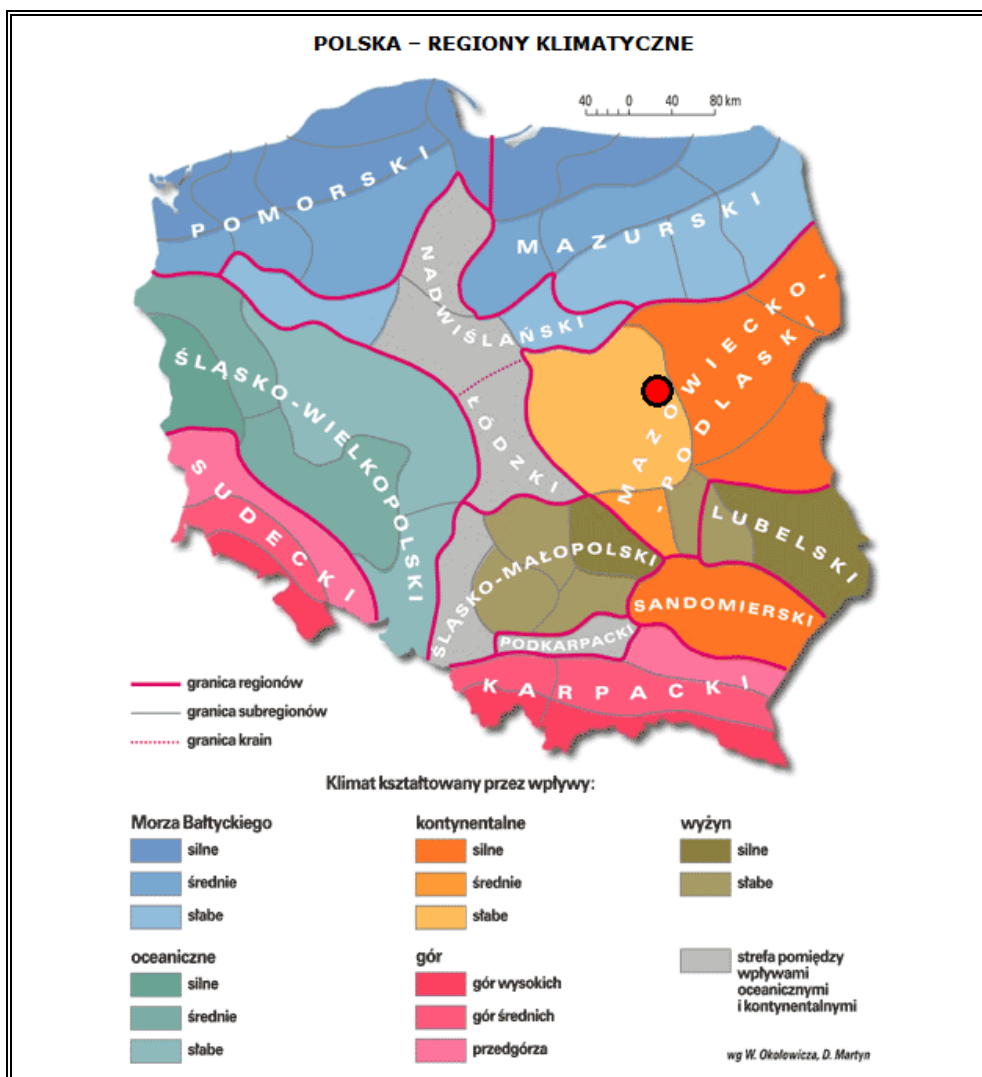 POLSKA – REGIONY KLIMATYCZNE
40 0 40 80 km
POMORSKI
MAZURSKI
NADWIŚLAŃSKI
MAZOWIECKO-
-PODLASKI
ŚLĄSKO-WIELKOPOLSKI
ŁÓDZKI
SUDECKI
LUBELSKI
ŚLĄSKO-MAŁOPOLSKI
SANDOMIERSKI
PODKARPACKI
KARPACKI
granica regionów
granica subregionów
granica krain
Klimat kształtowany przez wpływy:
Morza Bałtyckiego
silne
średnie
słabe
kontynentalne
silne
średnie
słabe
wyżyn
silne
słabe
oceaniczne
silne
średnie
słabe
gór
gór wysokich
gór średnich
przedgórza
strefa pomiędzy
wpływami
oceanicznymi
i kontynentalnymi
wg W. Okołowicza, D. Martyn